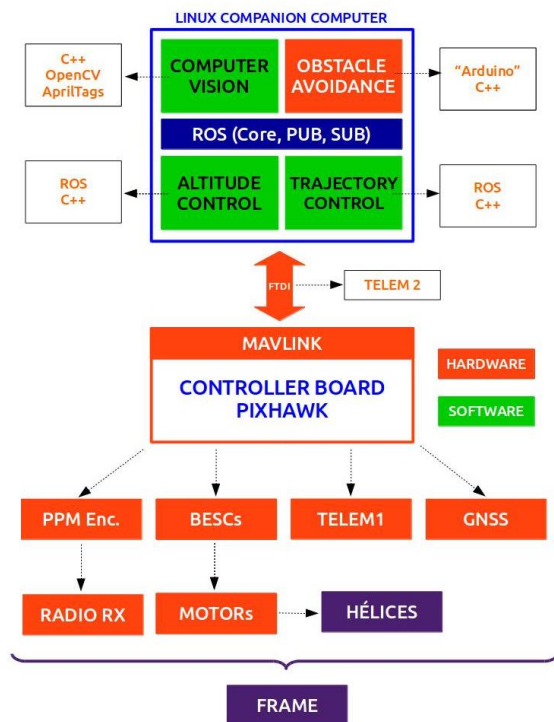 LINUX COMPANION COMPUTER
C++
OpenCV
AprilTags
COMPUTER
VISION
OBSTACLE
AVOIDANCE
“Arduino”
C++
ROS (Core, PUB, SUB)
ROS
C++
ALTITUDE
CONTROL
TRAJECTORY
CONTROL
ROS
C++
FTDI
TELEM 2
MAVLINK
CONTROLLER BOARD
PIXHAWK
HARDWARE
SOFTWARE
PPM Enc.
BESCs
TELEM1
GNSS
RADIO RX
MOTORs
HÉLICES
FRAME